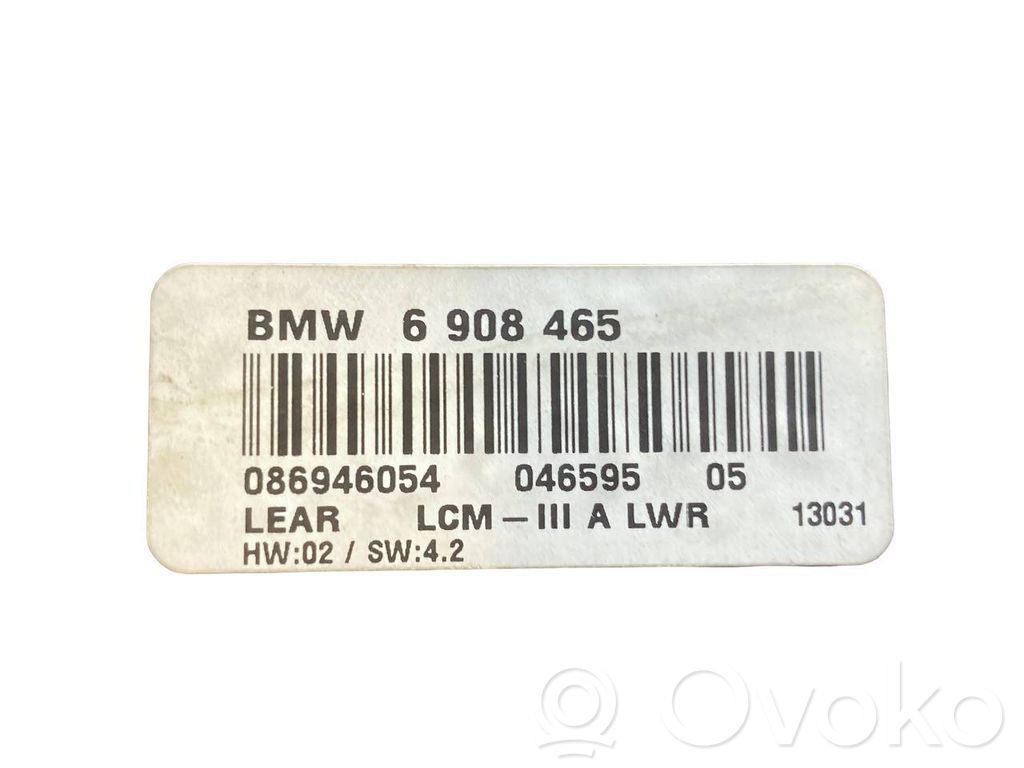 BMW 6 908 465
086946054 046595 05
LEAR LCM-III A LWR 13031
HW:02 / SW:4.2
Ovoko